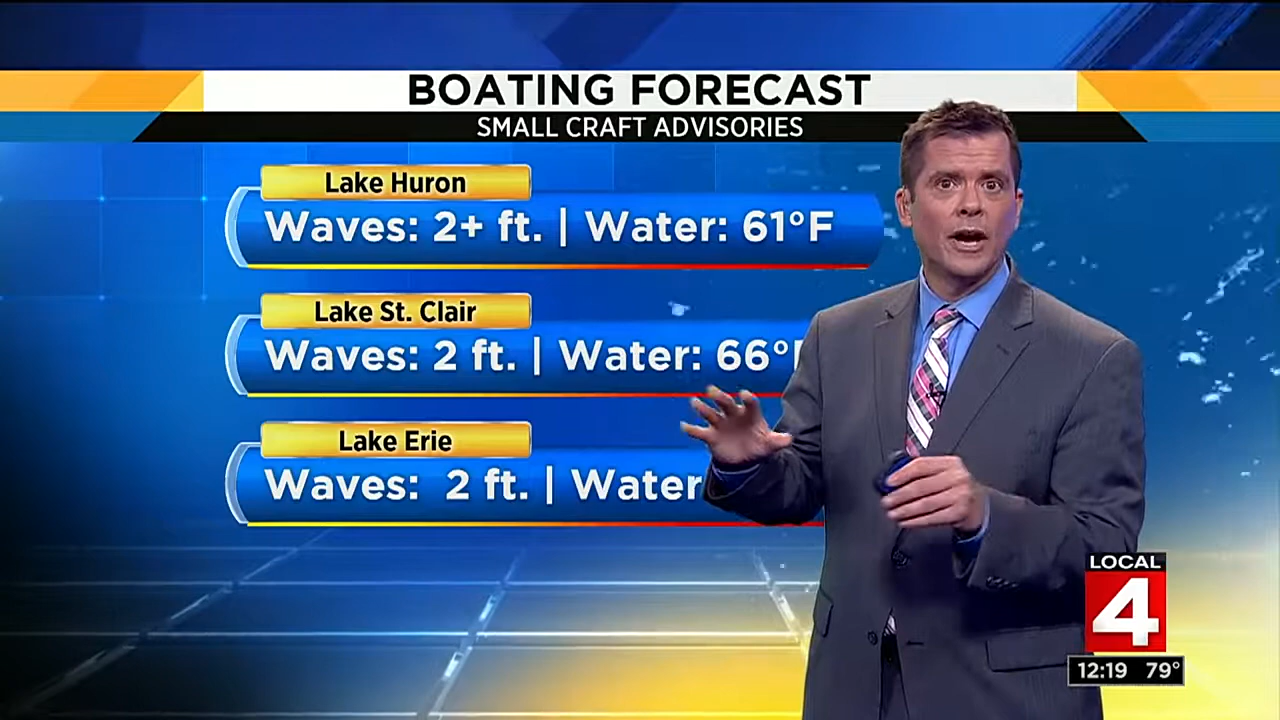 BOATING FORECAST
SMALL CRAFT ADVISORIES
Lake Huron
Waves: 2+ ft. | Water: 61°F
Lake St. Clair
Waves: 2 ft. | Water: 66°F
Lake Erie
Waves: 2 ft. | Water
LOCAL
4
12:19 79°